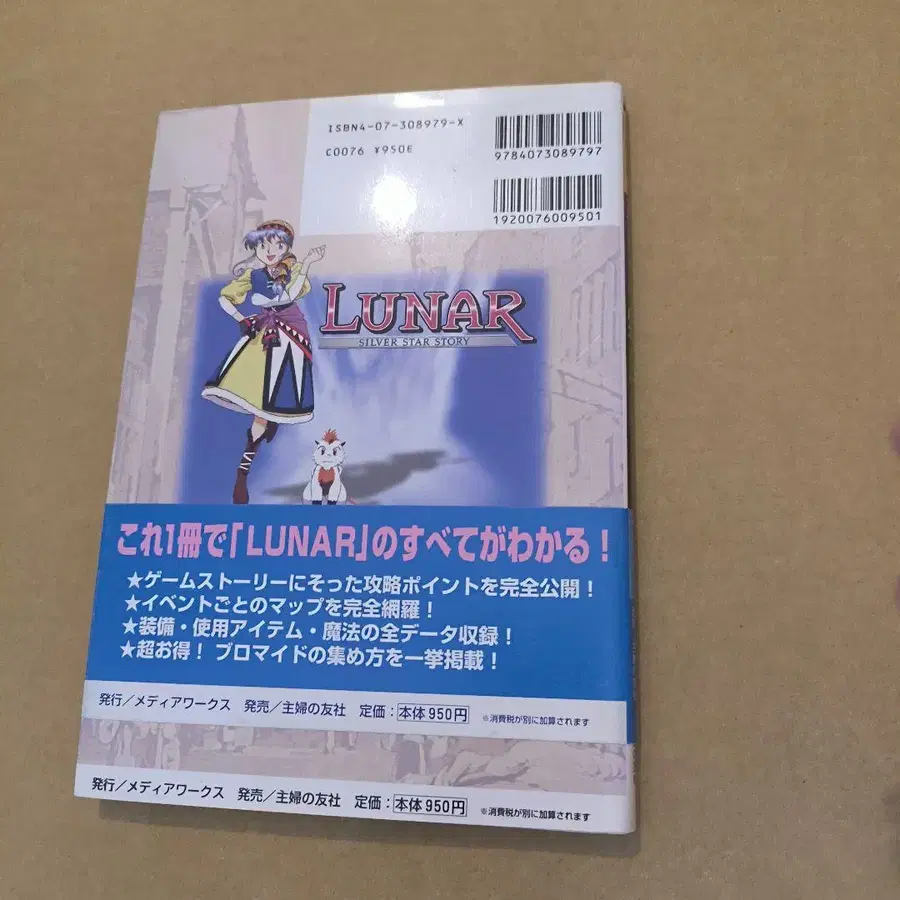 ISBN4-07-308979-X
C0076 ¥950E
9784073089797
1920076009501
LUNAR
SILVER STAR STORY
これ1冊で「LUNAR」のすべてがわかる！
★ゲームストーリーにそった攻略ポイントを完全公開！
★イベントごとのマップを完全網羅！
★装備・使用アイテム・魔法の全データ収録！
★超お得！ブロマイドの集め方を一挙掲載！
発行／メディアワークス 発売／主婦の友社 定価：本体950円 ※消費税が別に加算されます
発行／メディアワークス 発売／主婦の友社 定価：本体950円 ※消費税が別に加算されます